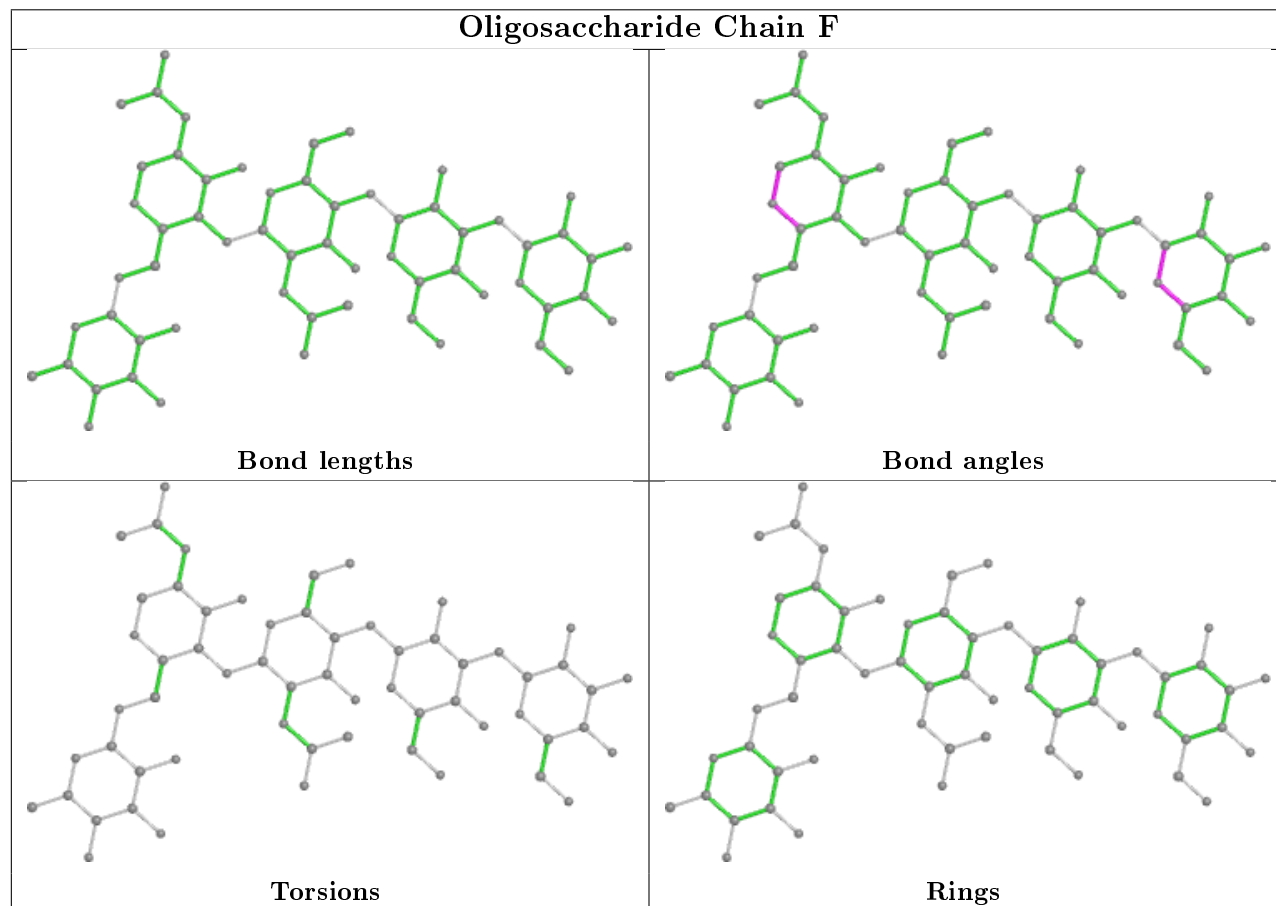 Oligosaccharide Chain F
Bond lengths
Bond angles
Torsions
Rings